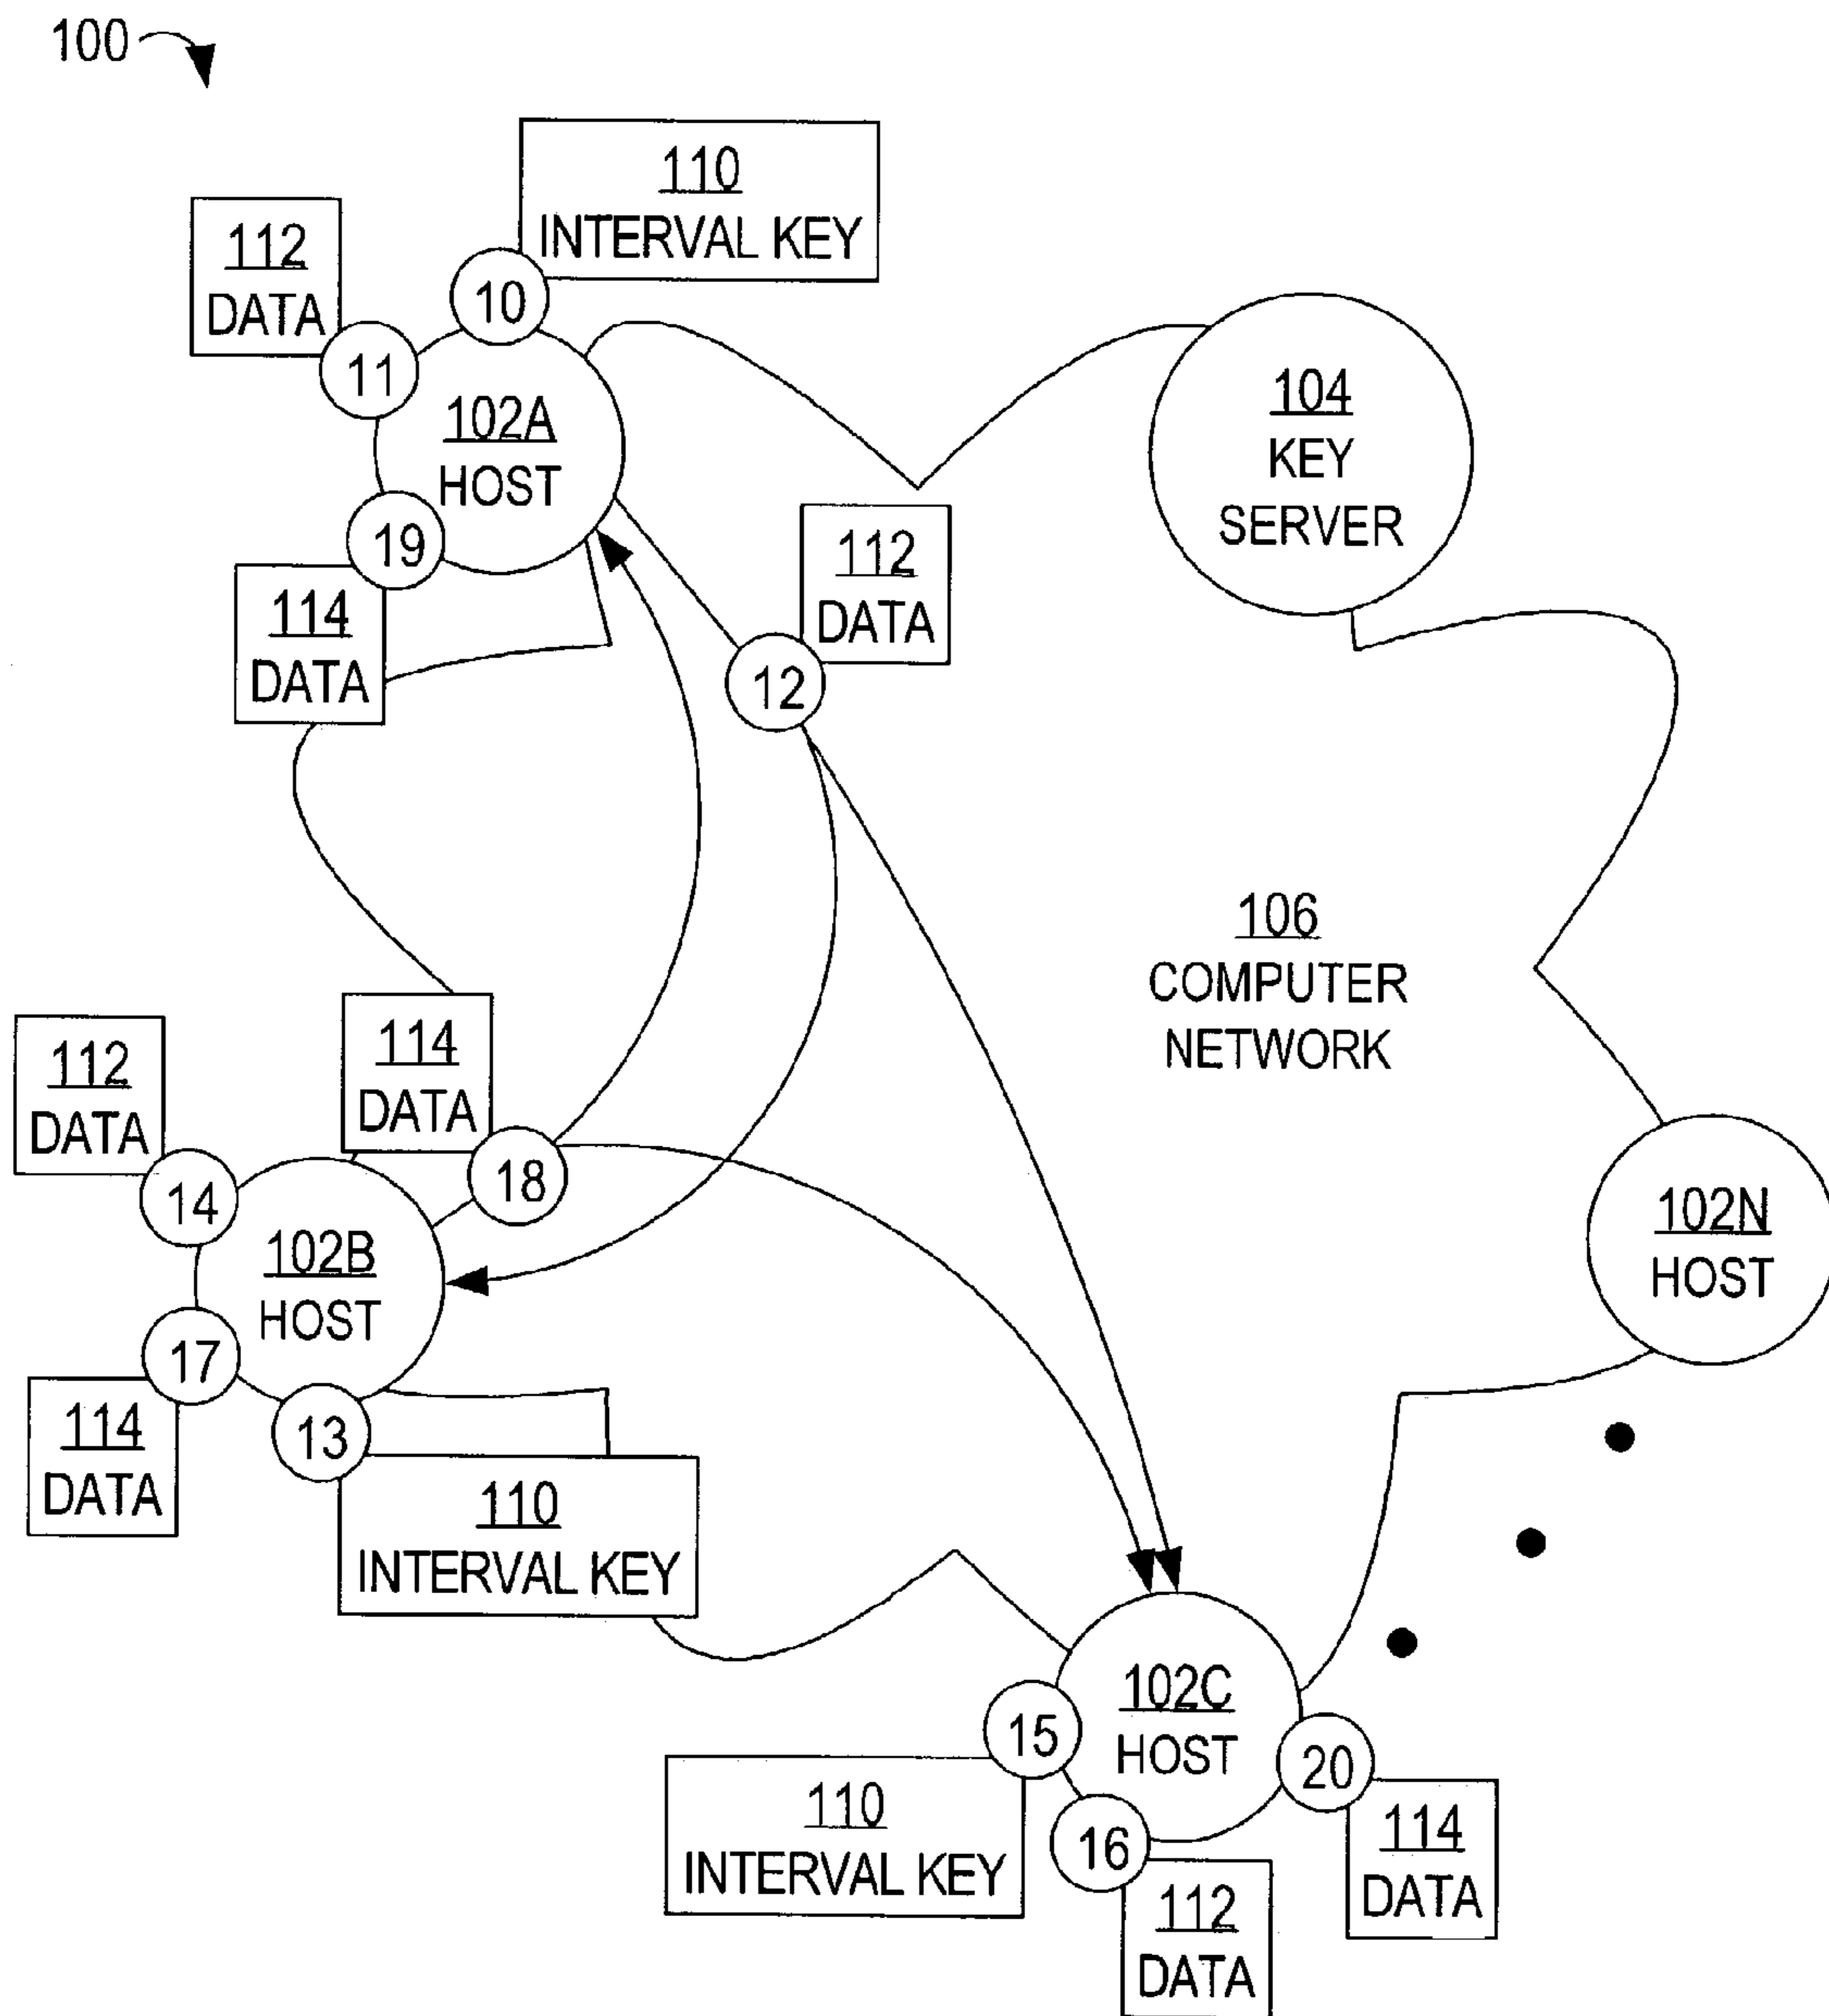 100
110
INTERVAL KEY
112
DATA
10
11
102A
HOST
104
KEY
SERVER
19
112
DATA
114
DATA
12
106
COMPUTER
NETWORK
112
DATA
114
DATA
14
18
102B
HOST
102N
HOST
17
114
DATA
13
110
INTERVAL KEY
102C
HOST
15
20
110
INTERVAL KEY
16
114
DATA
112
DATA